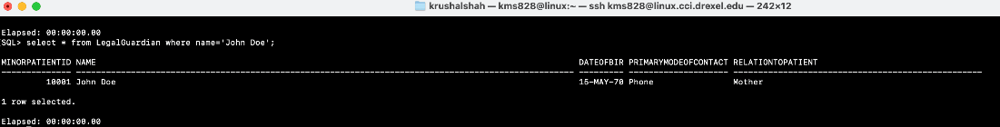 krushalshah — kms828@linux:~ — ssh kms828@linux.cci.drexel.edu — 242×12
Elapsed: 00:00:00.00
SQL> select * from LegalGuardian where name='John Doe';
MINORPATIENTID NAME DATEOFBIR PRIMARYMODEOFCONTACT RELATIONTOPATIENT
10001 John Doe 15-MAY-70 Phone Mother
1 row selected.
Elapsed: 00:00:00.00